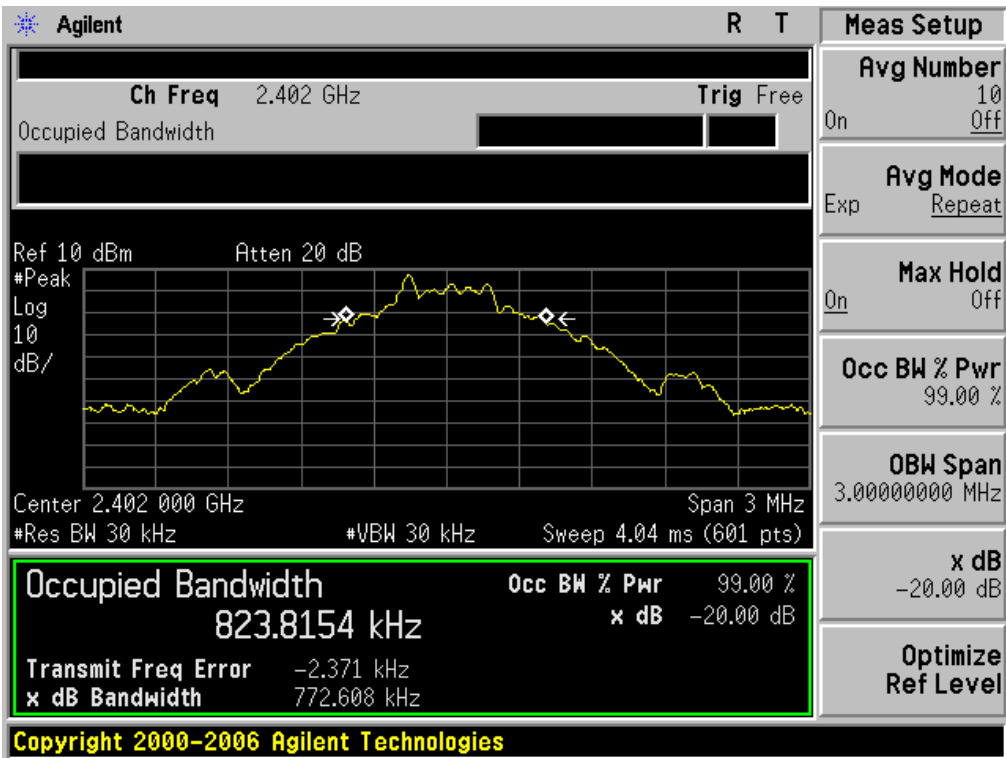 Agilent R T
Ch Freq 2.402 GHz Trig Free
Occupied Bandwidth
Ref 10 dBm Atten 20 dB
#Peak
Log
10
dB/
Center 2.402 000 GHz Span 3 MHz
#Res BW 30 kHz #VBW 30 kHz Sweep 4.04 ms (601 pts)
Occupied Bandwidth Occ BW % Pwr 99.00 %
823.8154 kHz x dB -20.00 dB
Transmit Freq Error -2.371 kHz
x dB Bandwidth 772.608 kHz
Copyright 2000-2006 Agilent Technologies
Meas Setup
Avg Number
10
On Off
Avg Mode
Exp Repeat
Max Hold
On Off
Occ BW % Pwr
99.00 %
OBW Span
3.00000000 MHz
x dB
-20.00 dB
Optimize
Ref Level